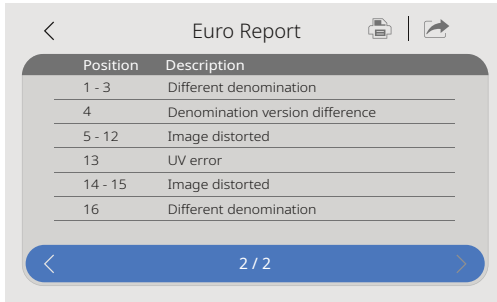 Euro Report
Position Description
1 - 3 Different denomination
4 Denomination version difference
5 - 12 Image distorted
13 UV error
14 - 15 Image distorted
16 Different denomination
2 / 2